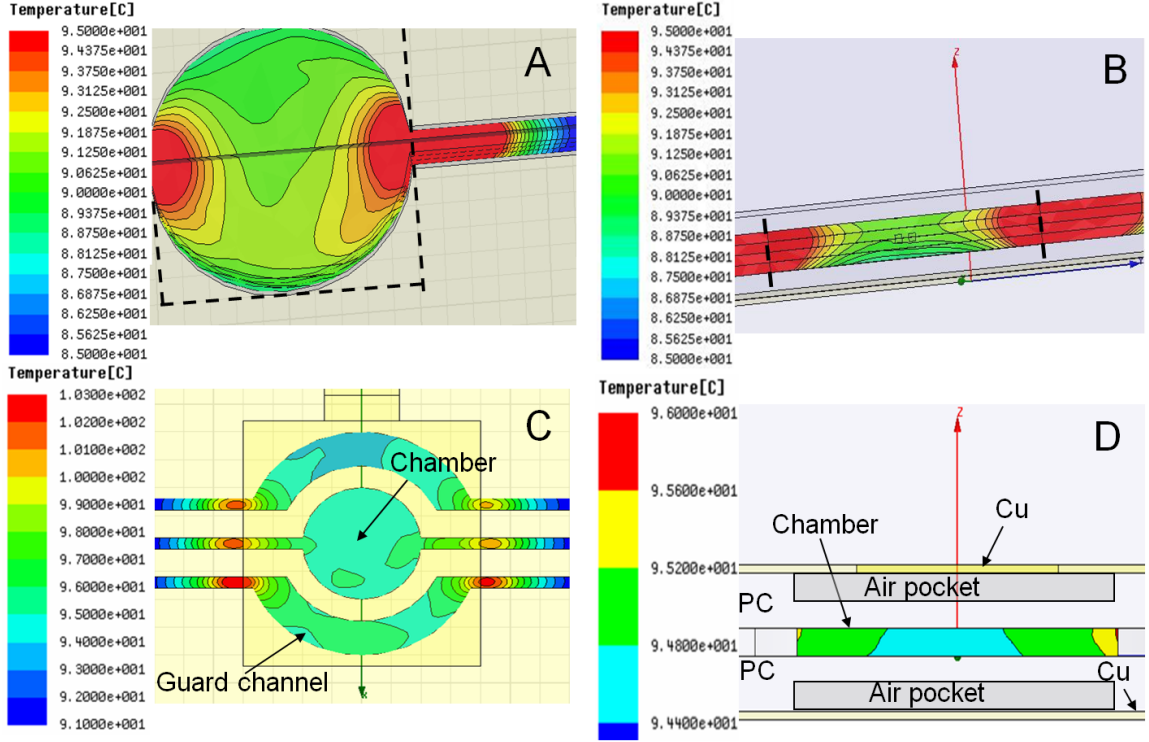 Temperature[C]
9.5000e+001
9.4375e+001
9.3750e+001
9.3125e+001
9.2500e+001
9.1875e+001
9.1250e+001
9.0625e+001
9.0000e+001
8.9375e+001
8.8750e+001
8.8125e+001
8.7500e+001
8.6875e+001
8.6250e+001
8.5625e+001
8.5000e+001
A
Temperature[C]
9.5000e+001
9.4375e+001
9.3750e+001
9.3125e+001
9.2500e+001
9.1875e+001
9.1250e+001
9.0625e+001
9.0000e+001
8.9375e+001
8.8750e+001
8.8125e+001
8.7500e+001
8.6875e+001
8.6250e+001
8.5625e+001
8.5000e+001
z
B
Temperature[C]
1.0300e+002
1.0200e+002
1.0100e+002
1.0000e+002
9.9000e+001
9.8000e+001
9.7000e+001
9.6000e+001
9.5000e+001
9.4000e+001
9.3000e+001
9.2000e+001
9.1000e+001
C
Chamber
Guard channel
Temperature[C]
9.6000e+001
9.5600e+001
9.5200e+001
9.4800e+001
9.4400e+001
z
D
Cu
Chamber
Air pocket
PC
PC
Cu
Air pocket